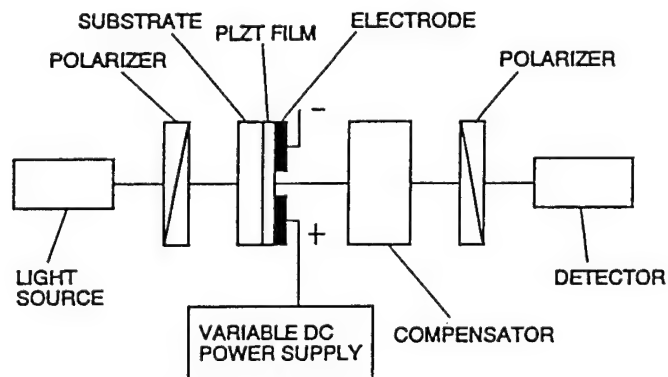 SUBSTRATE
PLZT FILM
ELECTRODE
POLARIZER
POLARIZER
−
+
LIGHT
SOURCE
DETECTOR
VARIABLE DC
POWER SUPPLY
COMPENSATOR